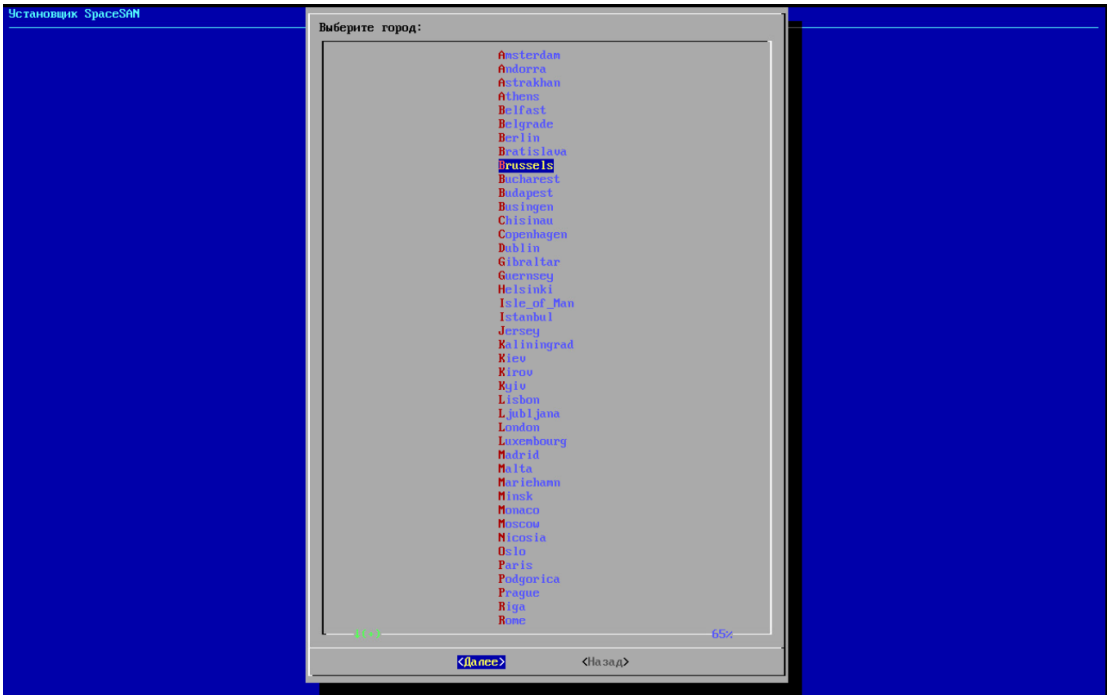 Установщик SpaceSAN
Выберите город:
Amsterdam
Andorra
Astrakhan
Athens
Belfast
Belgrade
Berlin
Bratislava
Brussels
Bucharest
Budapest
Busingen
Chisinau
Copenhagen
Dublin
Gibraltar
Guernsey
Helsinki
Isle_of_Man
Istanbul
Jersey
Kaliningrad
Kiev
Kirov
Kyiv
Lisbon
Ljubljana
London
Luxembourg
Madrid
Malta
Mariehamn
Minsk
Monaco
Moscow
Nicosia
Oslo
Paris
Podgorica
Prague
Riga
Rome
65%
<Далее> <Назад>